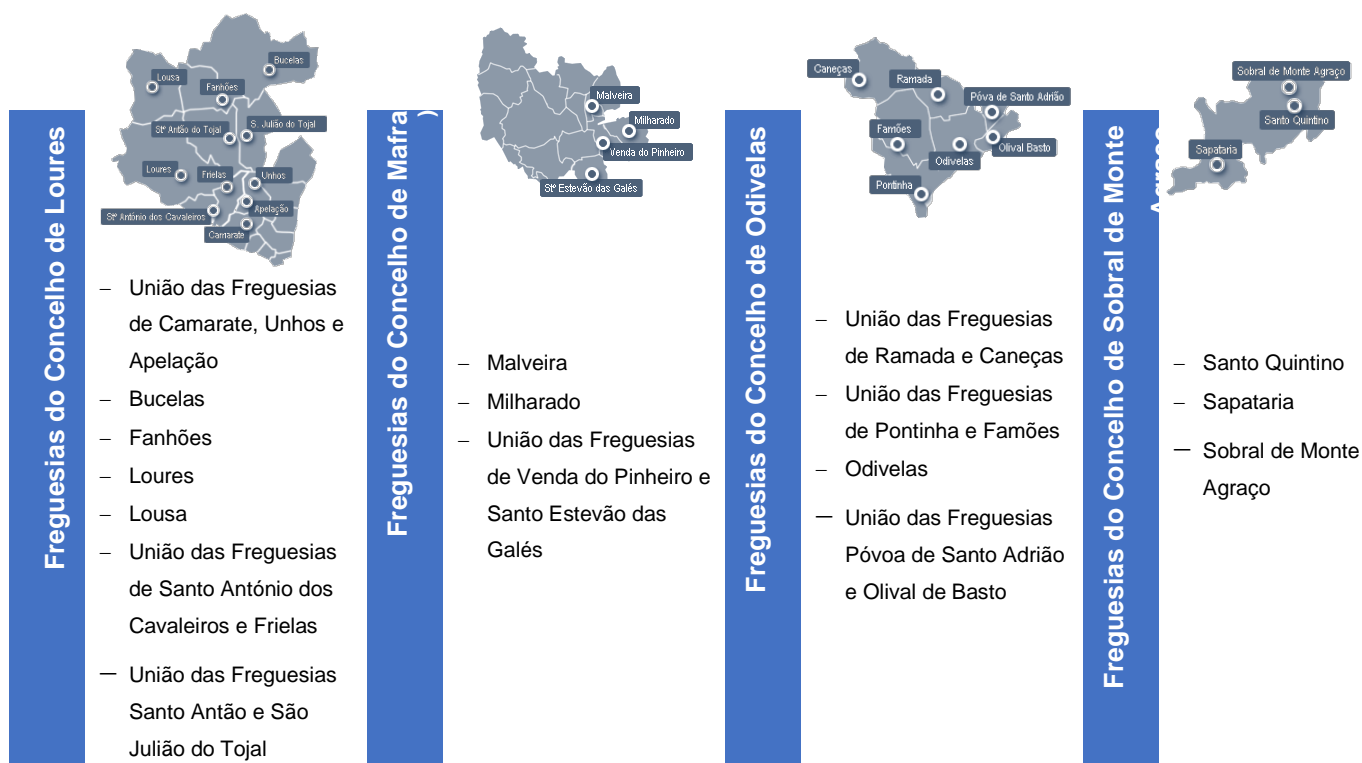 Freguesias do Concelho de Loures
Bucelas
Lousa
Fanhões
Stº Antão do Tojal
S. Julião do Tojal
Loures
Frielas
Unhos
Apelação
Stº António dos Cavaleiros
Camarate
– União das Freguesias
de Camarate, Unhos e
Apelação
– Bucelas
– Fanhões
– Loures
– Lousa
– União das Freguesias
de Santo António dos
Cavaleiros e Frielas
– União das Freguesias
Santo Antão e São
Julião do Tojal
Freguesias do Concelho de Mafra
)
Malveira
Milharado
Venda do Pinheiro
Stº Estevão das Galés
– Malveira
– Milharado
– União das Freguesias
de Venda do Pinheiro e
Santo Estevão das
Galés
Freguesias do Concelho de Odivelas
Caneças
Ramada
Póva de Santo Adrião
Famões
Olival Basto
Odivelas
Pontinha
– União das Freguesias
de Ramada e Caneças
– União das Freguesias
de Pontinha e Famões
– Odivelas
– União das Freguesias
Póvoa de Santo Adrião
e Olival de Basto
Freguesias do Concelho de Sobral de Monte
Agraço
Sobral de Monte Agraço
Santo Quintino
Sapataria
– Santo Quintino
– Sapataria
– Sobral de Monte
Agraço